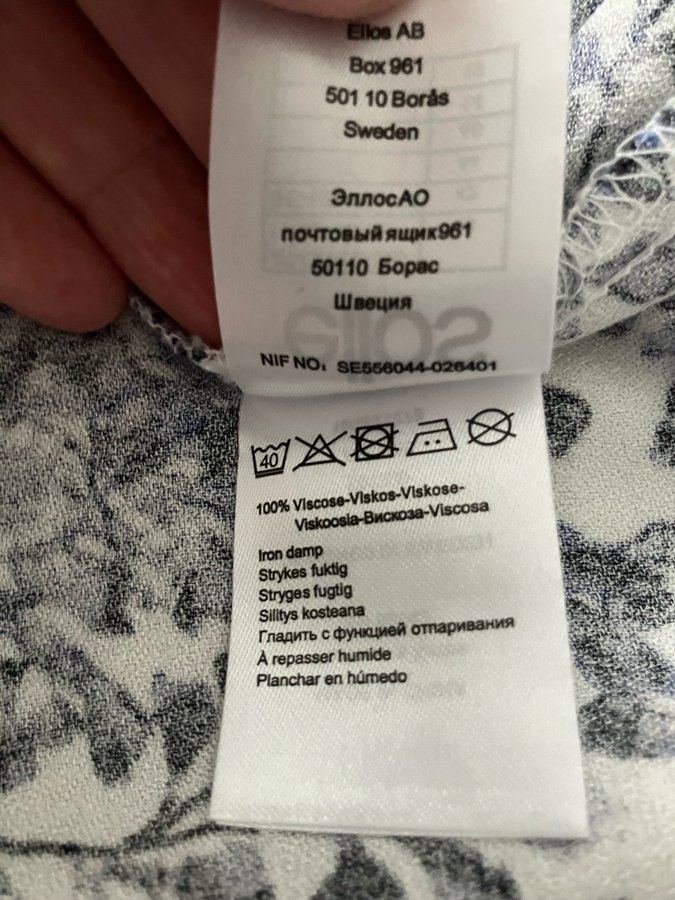 Ellos AB
Box 961
501 10 Borås
Sweden
ЭллосАО
почтовый ящик961
50110 Борас
Швеция
NIF NO: SE556044-026401
40
100% Viscose-Viskos-Viskose-
Viskoosia-Вискоза-Viscosa
Iron damp
Strykes fuktig
Stryges fugtig
Silitys kosteana
Гладить с функцией отпаривания
À repasser humide
Planchar en húmedo